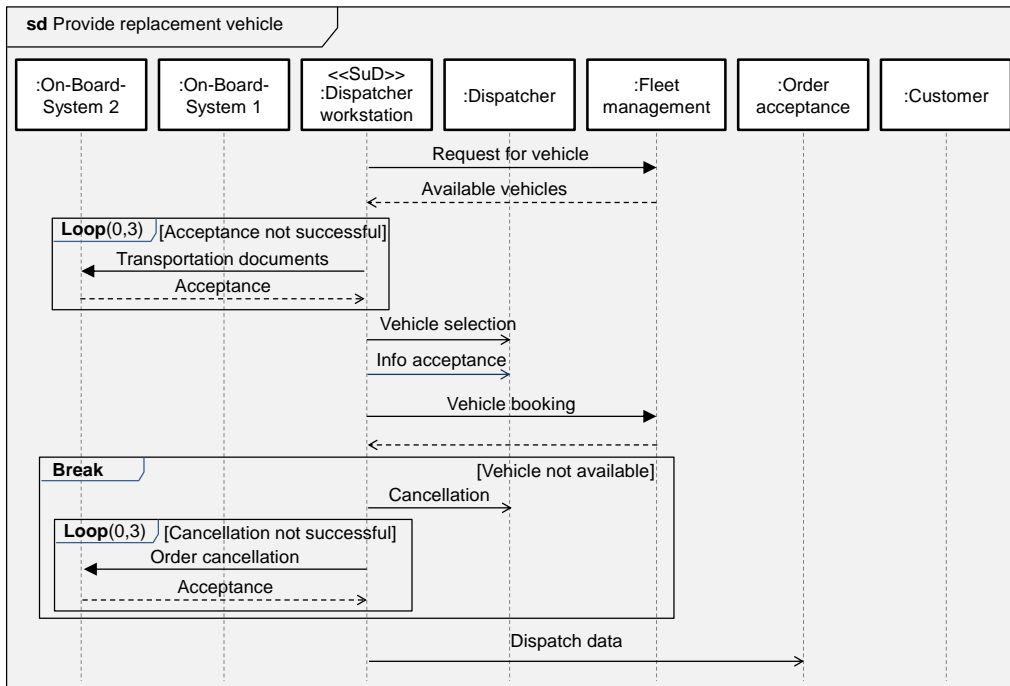 sd Provide replacement vehicle
:On-Board-
System 2
:On-Board-
System 1
<<SuD>>
:Dispatcher
workstation
:Dispatcher
:Fleet
management
:Order
acceptance
:Customer
Request for vehicle
Available vehicles
Loop(0,3) [Acceptance not successful]
Transportation documents
Acceptance
Vehicle selection
Info acceptance
Vehicle booking
Break [Vehicle not available]
Cancellation
Loop(0,3) [Cancellation not successful]
Order cancellation
Acceptance
Dispatch data